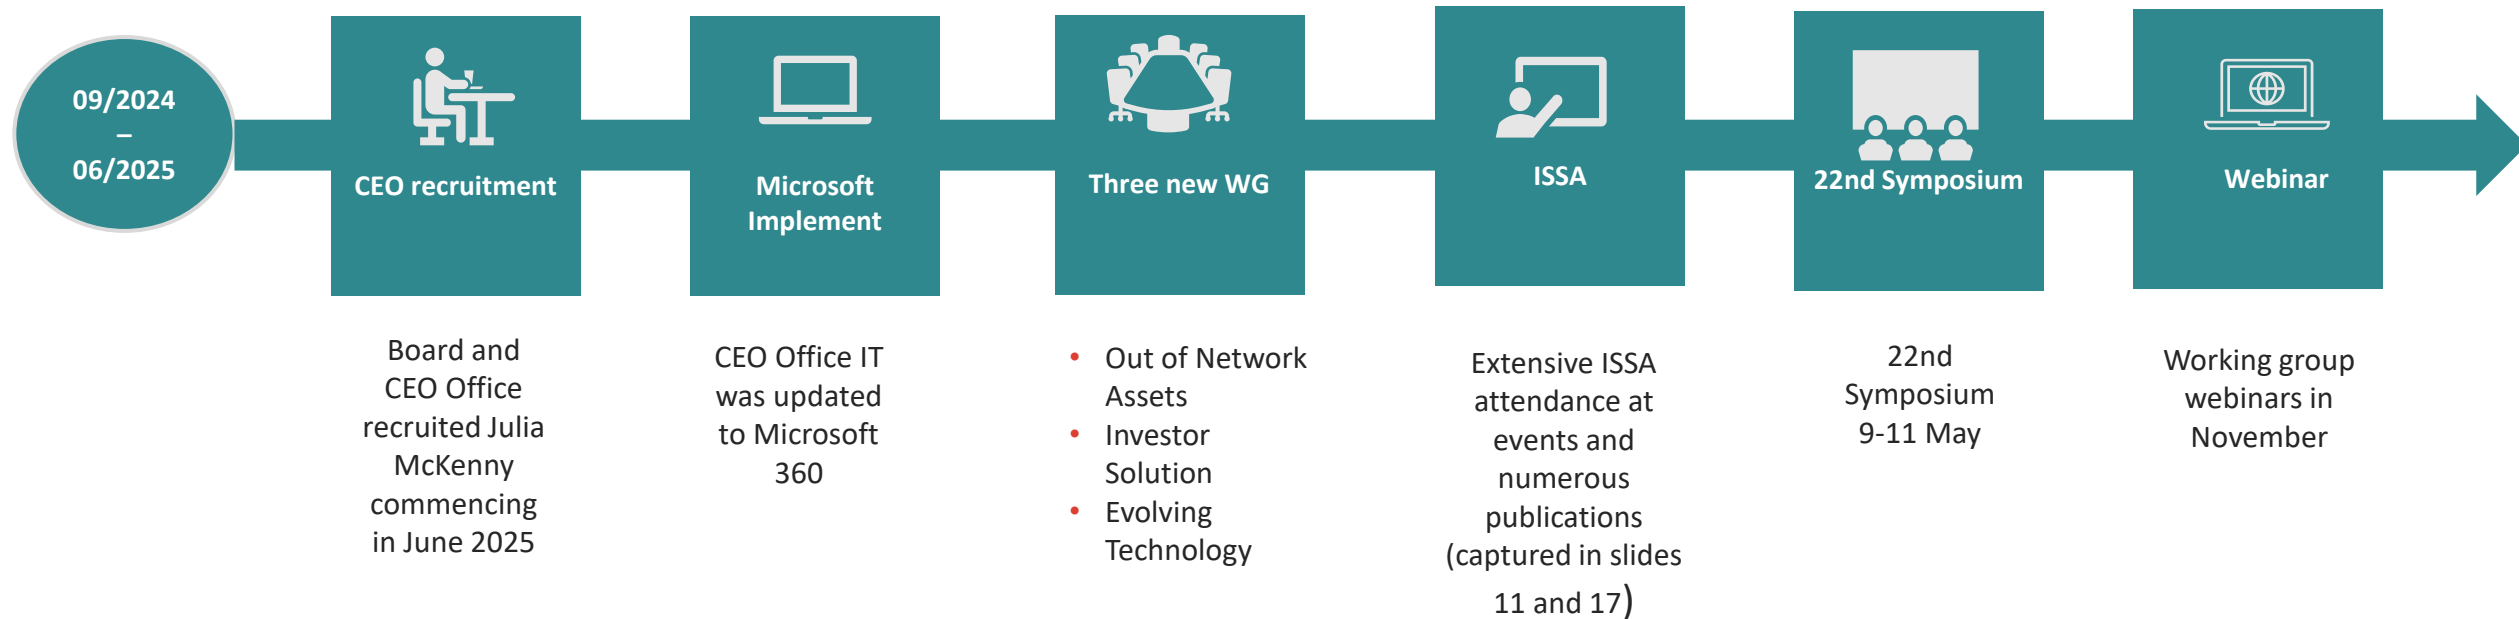 09/2024
–
06/2025
CEO recruitment
Microsoft
Implement
Three new WG
ISSA
22nd Symposium
Webinar
Board and
CEO Office
recruited Julia
McKenny
commencing
in June 2025
CEO Office IT
was updated
to Microsoft
360
• Out of Network
Assets
• Investor
Solution
• Evolving
Technology
Extensive ISSA
attendance at
events and
numerous
publications
(captured in slides
11 and 17)
22nd
Symposium
9-11 May
Working group
webinars in
November